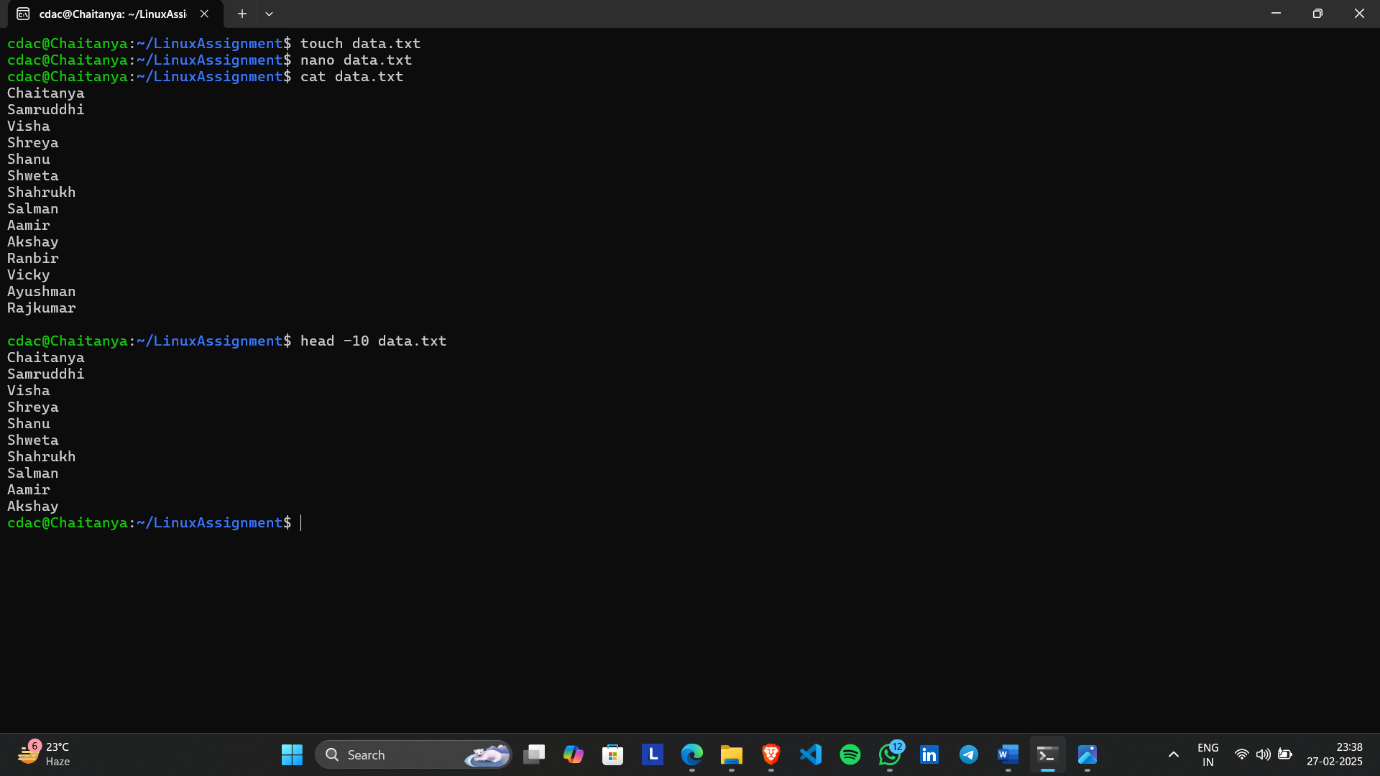 cdac@Chaitanya: ~/LinuxAssi
cdac@Chaitanya:~/LinuxAssignment$ touch data.txt
cdac@Chaitanya:~/LinuxAssignment$ nano data.txt
cdac@Chaitanya:~/LinuxAssignment$ cat data.txt
Chaitanya
Samruddhi
Visha
Shreya
Shanu
Shweta
Shahrukh
Salman
Aamir
Akshay
Ranbir
Vicky
Ayushman
Rajkumar
cdac@Chaitanya:~/LinuxAssignment$ head -10 data.txt
Chaitanya
Samruddhi
Visha
Shreya
Shanu
Shweta
Shahrukh
Salman
Aamir
Akshay
cdac@Chaitanya:~/LinuxAssignment$
6
23°C
Haze
Search
L
12
in
W
ENG
IN
23:38
27-02-2025